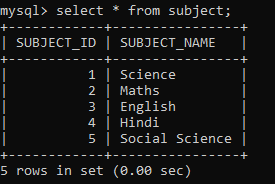 mysql> select * from subject;
+------------+----------------+
| SUBJECT_ID | SUBJECT_NAME   |
+------------+----------------+
|          1 | Science        |
|          2 | Maths          |
|          3 | English        |
|          4 | Hindi          |
|          5 | Social Science |
+------------+----------------+
5 rows in set (0.00 sec)